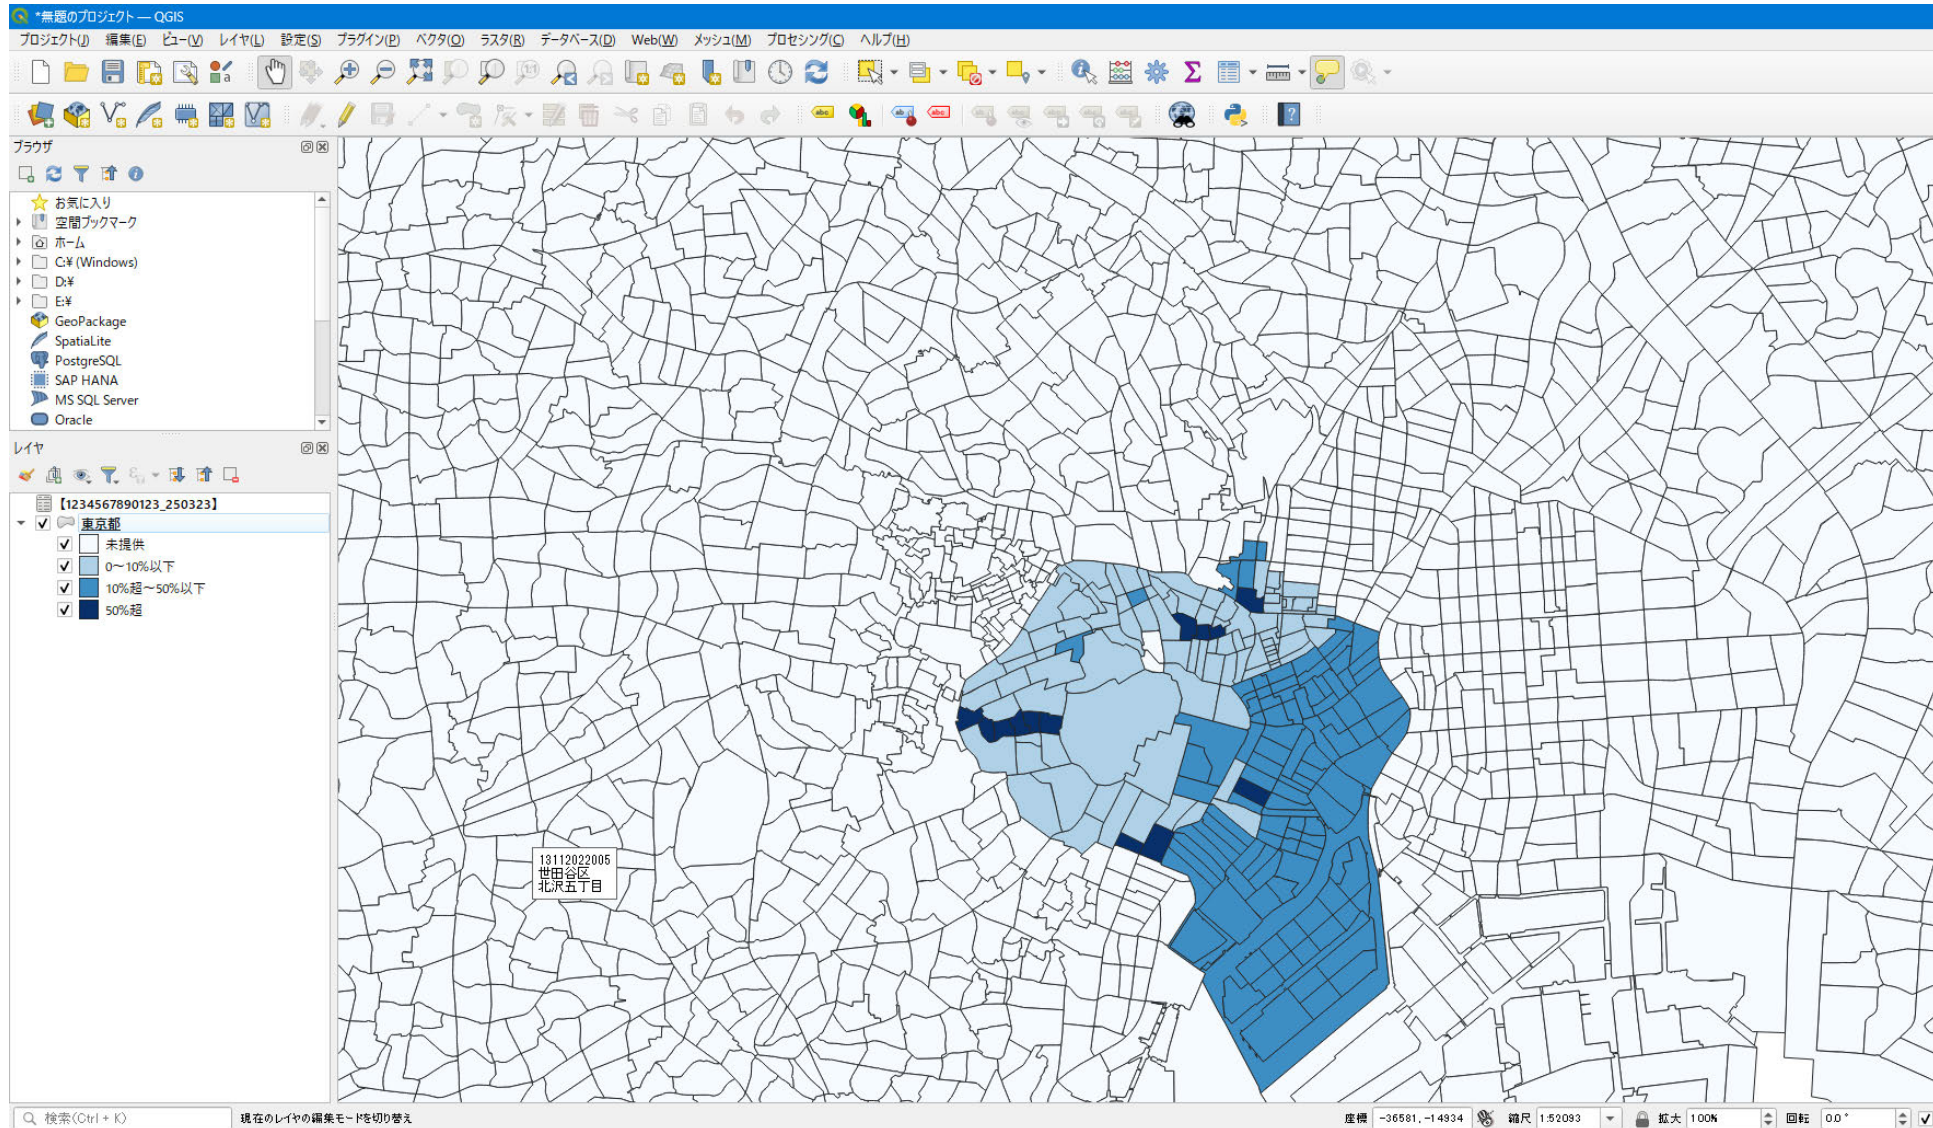 *無題のプロジェクト — QGIS
プロジェクト(J) 編集(E) ビュー(V) レイヤ(L) 設定(S) プラグイン(P) ベクタ(O) ラスタ(R) データベース(D) Web(W) メッシュ(M) プロセシング(C) ヘルプ(H)
ブラウザ
お気に入り
空間ブックマーク
ホーム
C:¥ (Windows)
D:¥
E:¥
GeoPackage
SpatiaLite
PostgreSQL
SAP HANA
MS SQL Server
Oracle
レイヤ
【1234567890123_250323】
東京都
未提供
0～10%以下
10%超～50%以下
50%超
13112022005
世田谷区
北沢五丁目
検索(Ctrl + K) 現在のレイヤの編集モードを切り替え 座標 -36581,-14934 縮尺 1:52093 拡大 100% 回転 0.0 °